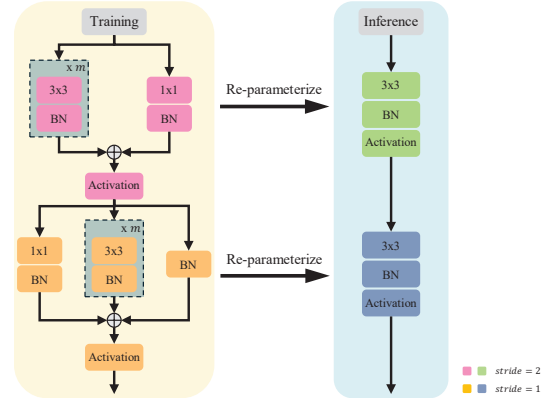 Training
x m
3x3
BN
1x1
BN
Activation
x m
1x1
BN
3x3
BN
BN
Activation
Re-parameterize
Re-parameterize
Inference
3x3
BN
Activation
3x3
BN
Activation
stride = 2
stride = 1